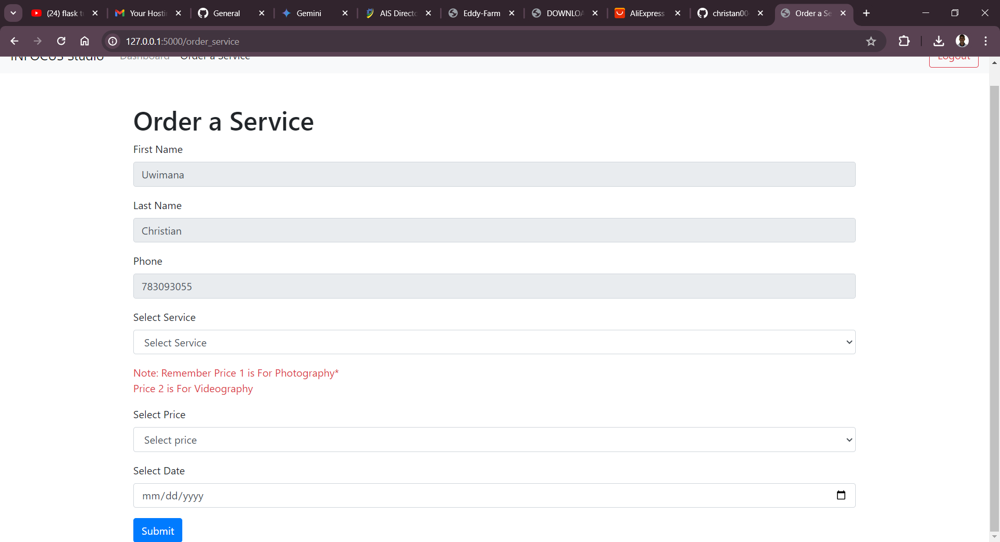 (24) flask t
Your Hosti
General
Gemini
AIS Directo
Eddy-Farm
DOWNLOA
AliExpress
christan00
Order a Se
127.0.0.1:5000/order_service
INFOCUS Studio
Dashboard
Order a Service
Logout
Order a Service
First Name
Uwimana
Last Name
Christian
Phone
783093055
Select Service
Select Service
Note: Remember Price 1 is For Photography*
Price 2 is For Videography
Select Price
Select price
Select Date
mm/dd/yyyy
Submit